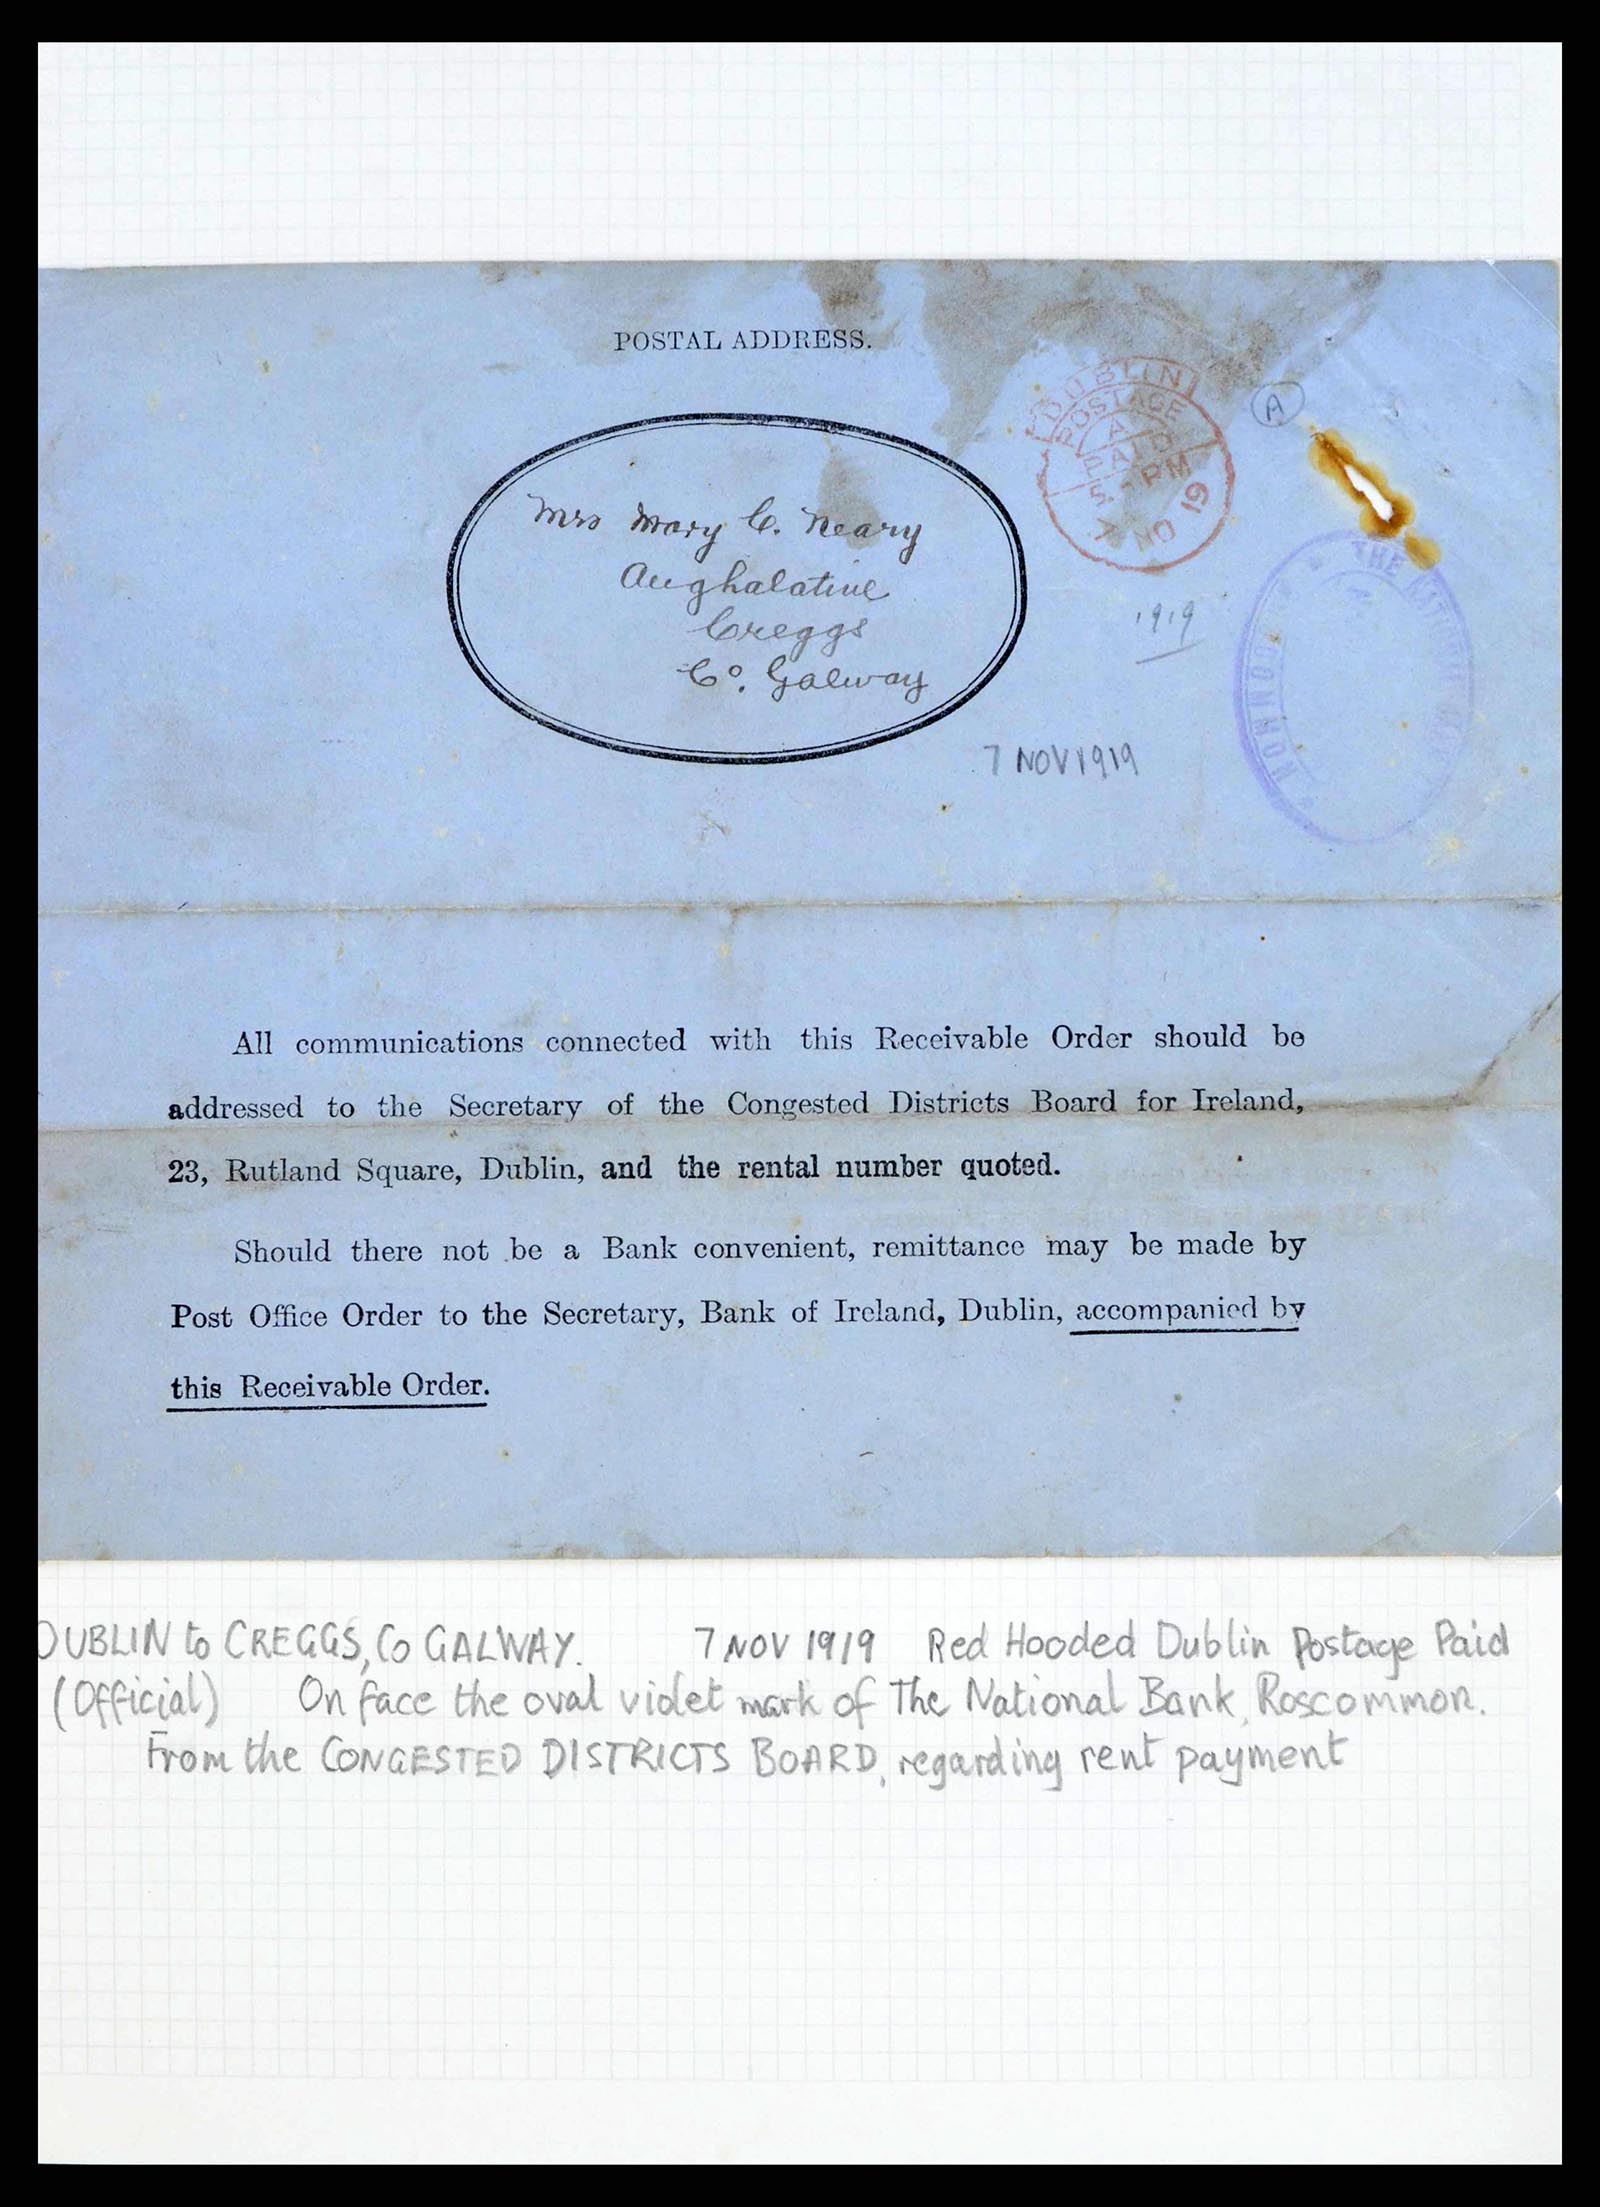 POSTAL ADDRESS.
DUBLIN
POSTAGE
PAID
5 - PM
7 NO 19
A
Mrs Mary C. Neary
Aughalative
Creggs
Co. Galway
THE NATIONAL
1919
7 NOV 1919
All communications connected with this Receivable Order should be
addressed to the Secretary of the Congested Districts Board for Ireland,
23, Rutland Square, Dublin, and the rental number quoted.
Should there not be a Bank convenient, remittance may be made by
Post Office Order to the Secretary, Bank of Ireland, Dublin, accompanied by
this Receivable Order.
DUBLIN to CREGGS, Co GALWAY. 7 NOV 1919 Red Hooded Dublin Postage Paid
(Official) On face the oval violet mark of The National Bank, Roscommon.
From the CONGESTED DISTRICTS BOARD, regarding rent payment